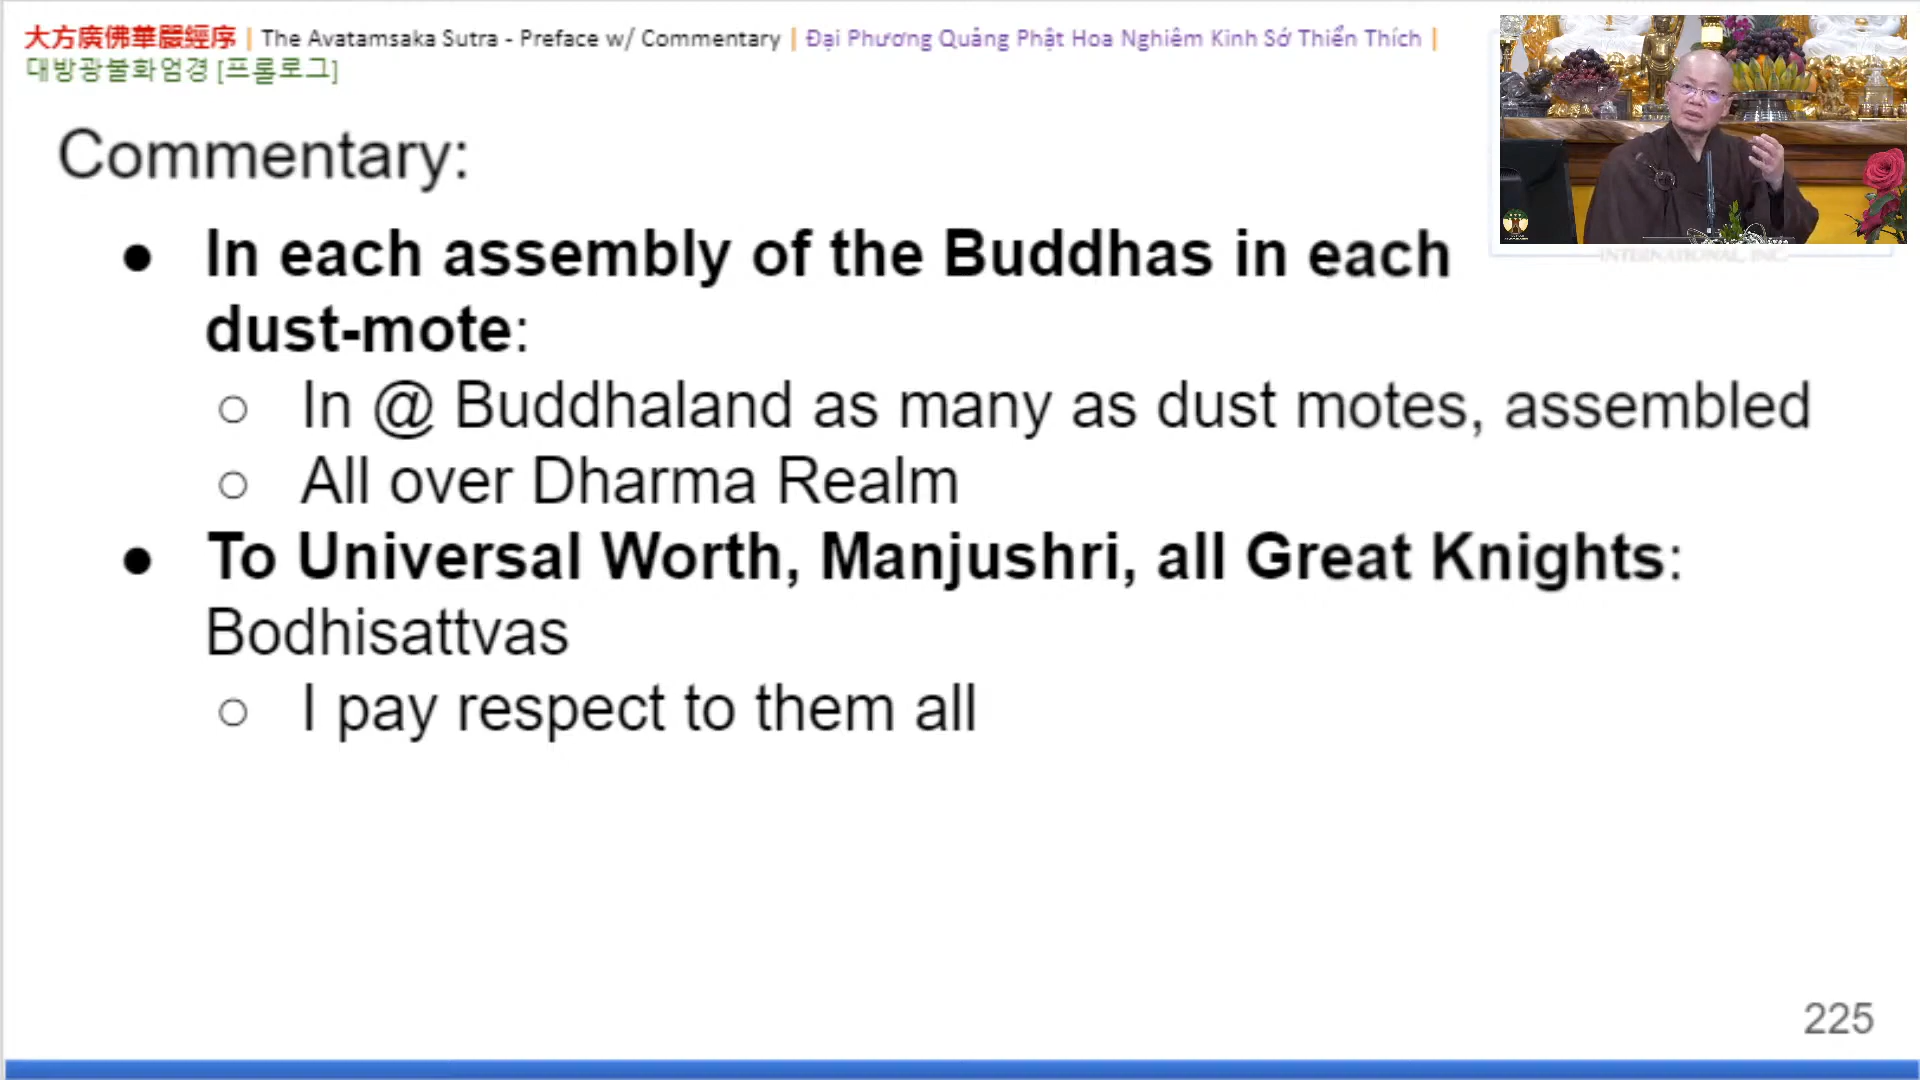 大方廣佛華嚴經序 | The Avatamsaka Sutra - Preface w/ Commentary | Đại Phương Quảng Phật Hoa Nghiêm Kinh Sớ Thiển Thích |
대방광불화엄경 [프롤로그]
Commentary:
● In each assembly of the Buddhas in each
dust-mote:
○ In @ Buddhaland as many as dust motes, assembled
○ All over Dharma Realm
● To Universal Worth, Manjushri, all Great Knights:
Bodhisattvas
○ I pay respect to them all
INTERNATIONAL, INC.
225